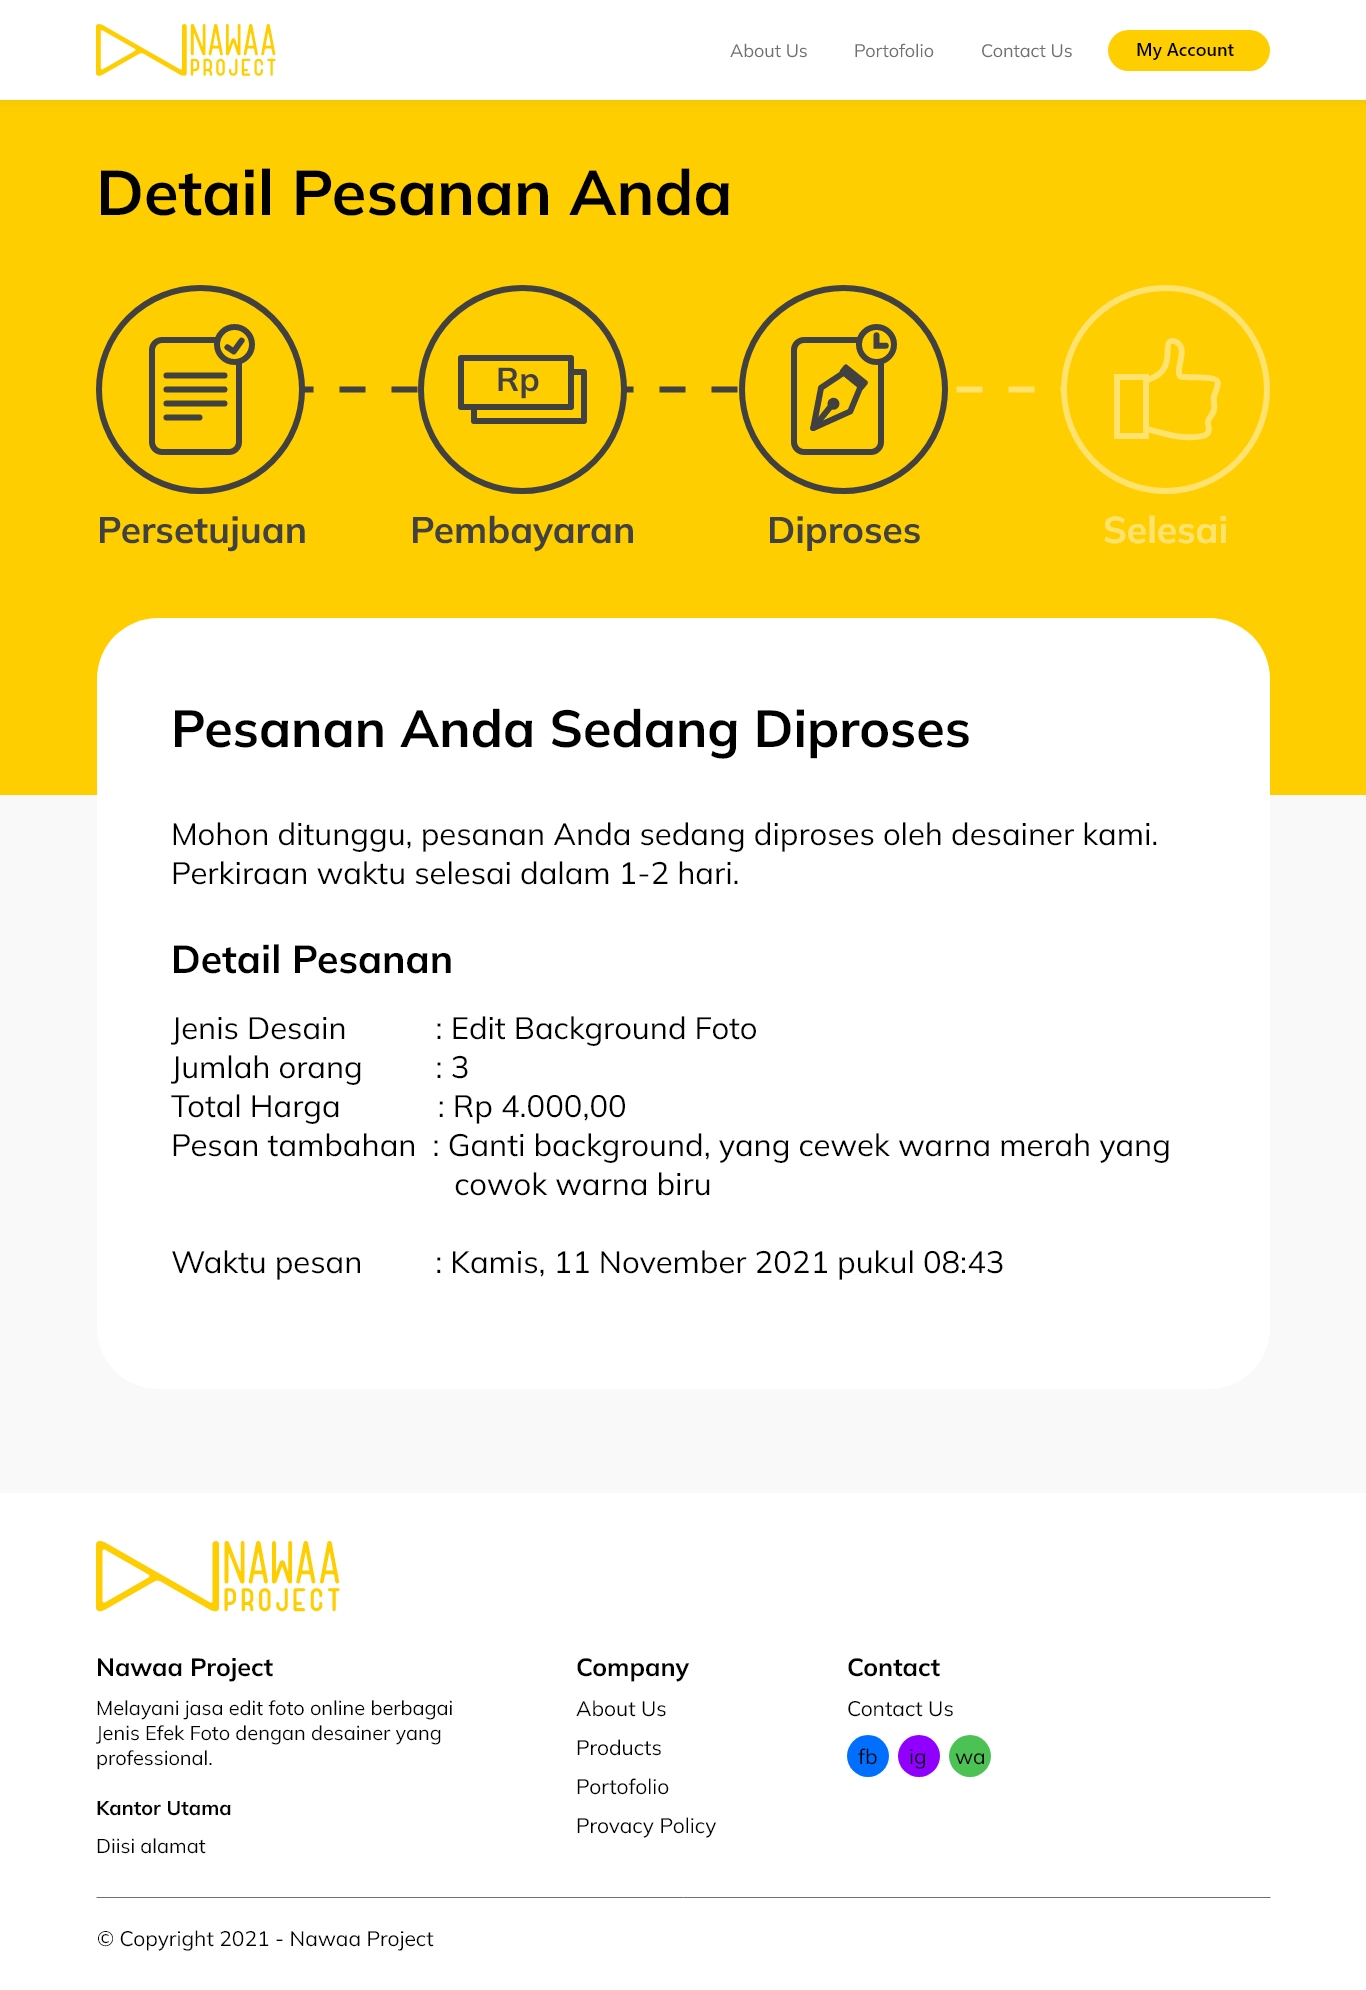 NAWAA
PROJECT
About Us
Portofolio
Contact Us
My Account
Detail Pesanan Anda
Rp
Persetujuan
Pembayaran
Diproses
Selesai
Pesanan Anda Sedang Diproses
Mohon ditunggu, pesanan Anda sedang diproses oleh desainer kami.
Perkiraan waktu selesai dalam 1-2 hari.
Detail Pesanan
Jenis Desain : Edit Background Foto
Jumlah orang : 3
Total Harga : Rp 4.000,00
Pesan tambahan : Ganti background, yang cewek warna merah yang
cowok warna biru
Waktu pesan : Kamis, 11 November 2021 pukul 08:43
NAWAA
PROJECT
Nawaa Project
Melayani jasa edit foto online berbagai
Jenis Efek Foto dengan desainer yang
professional.
Kantor Utama
Diisi alamat
Company
About Us
Products
Portofolio
Provacy Policy
Contact
Contact Us
fb ig wa
© Copyright 2021 - Nawaa Project